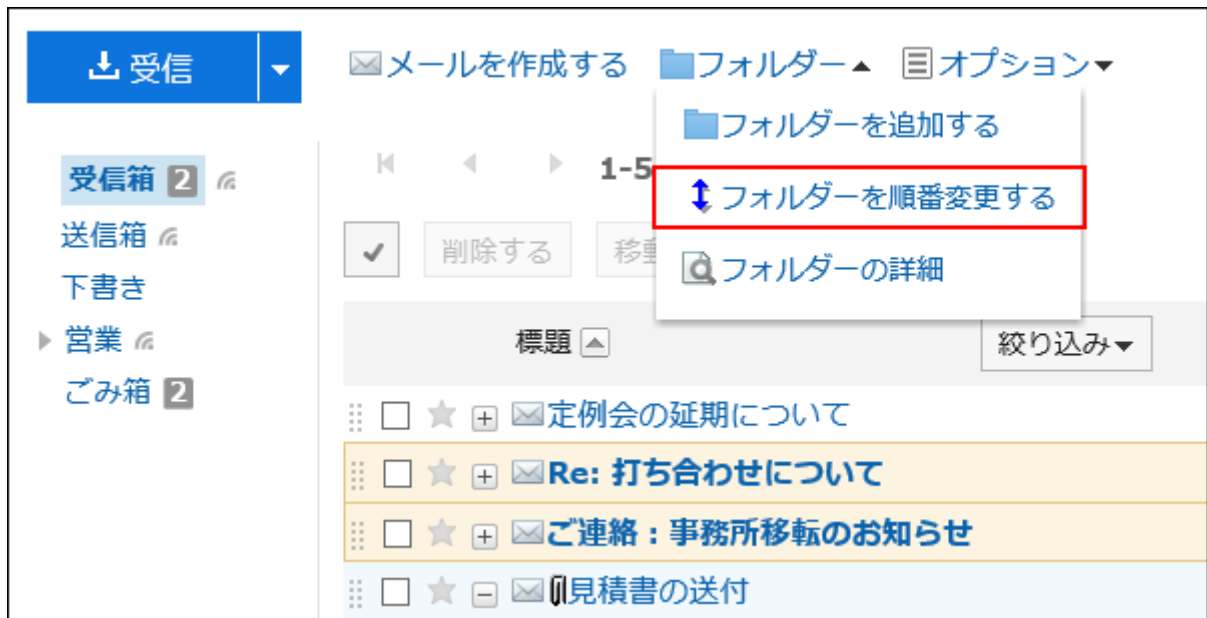 受信 メールを作成する フォルダー オプション
フォルダーを追加する
受信箱 2 1-5 フォルダーを順番変更する
送信箱 削除する 移動
フォルダーの詳細
下書き
営業 標題 絞り込み
ごみ箱 2
定例会の延期について
Re: 打ち合わせについて
ご連絡：事務所移転のお知らせ
見積書の送付